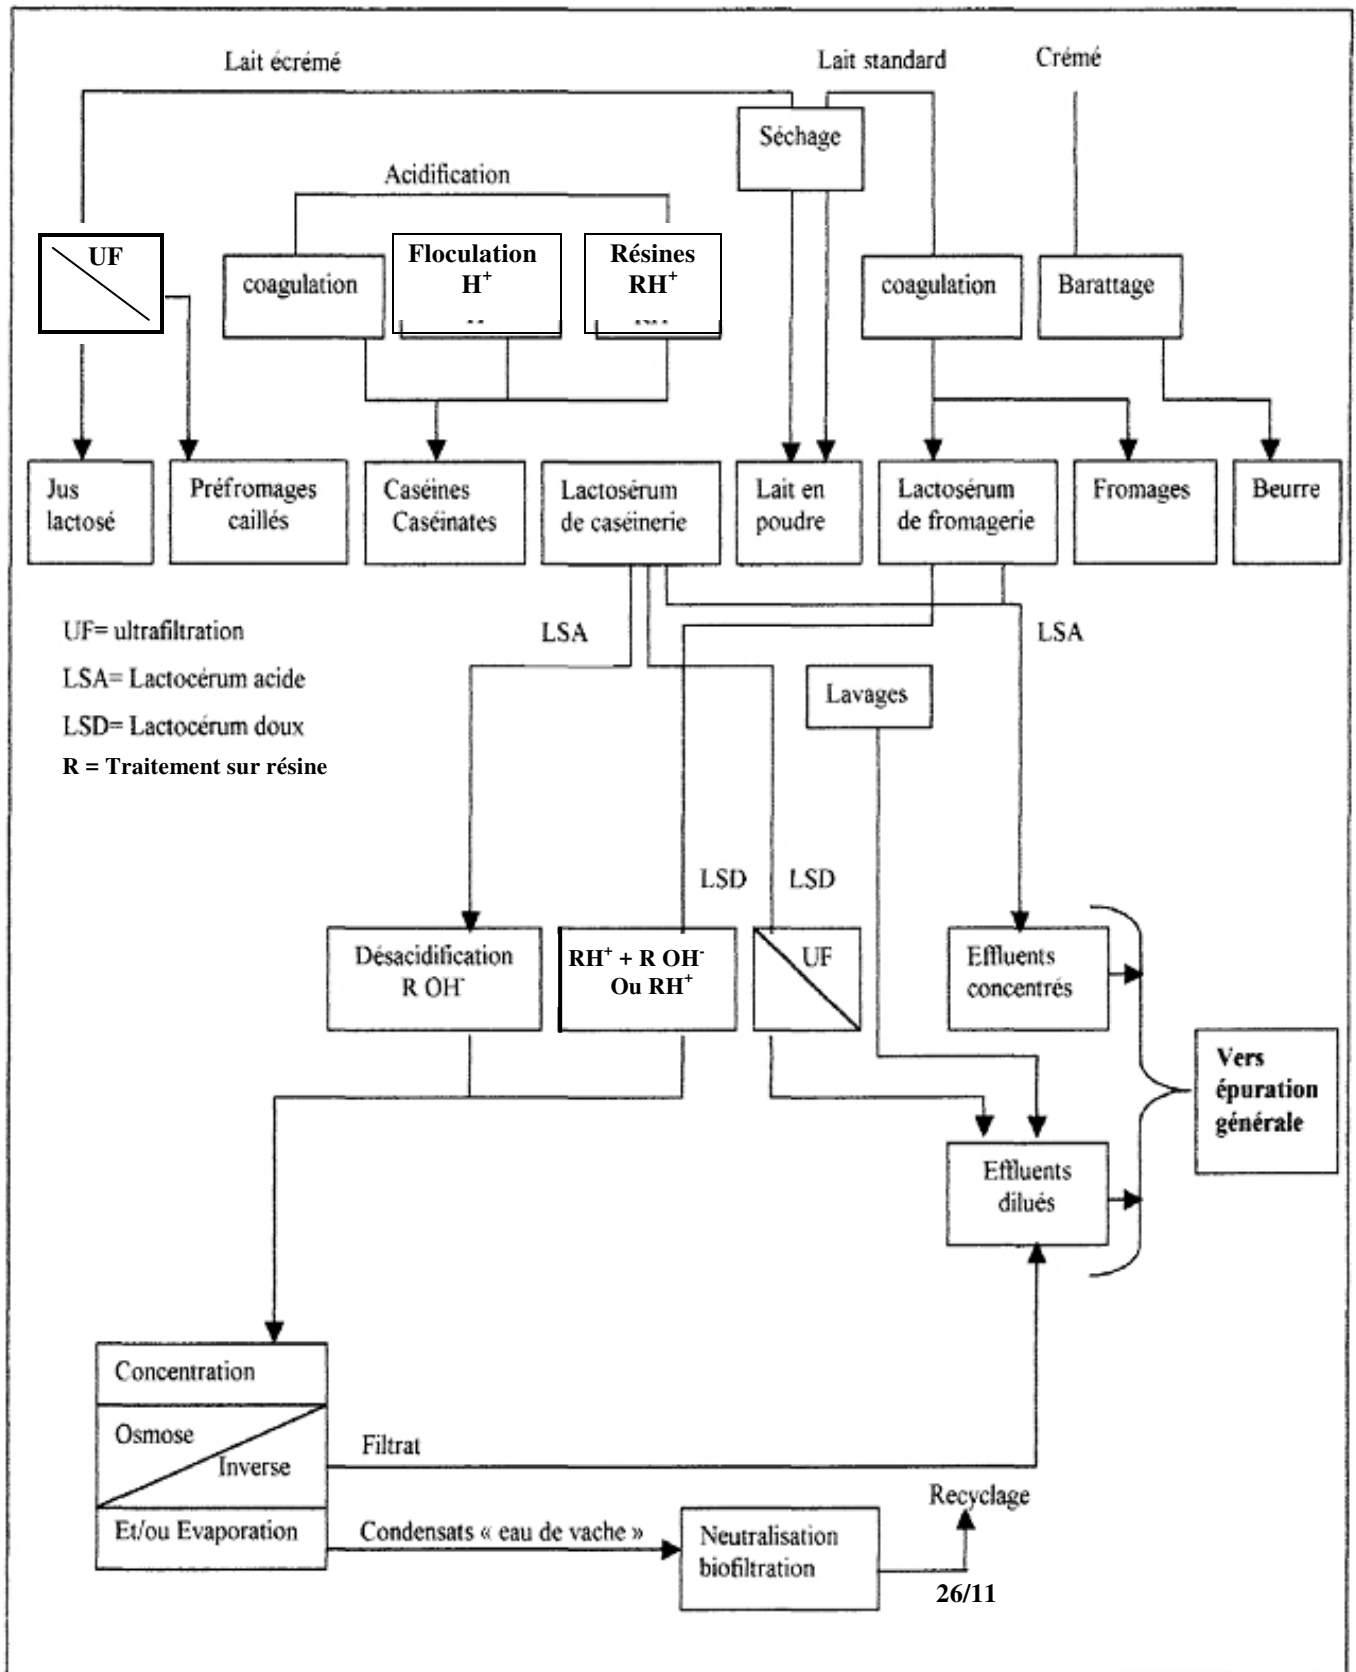 Lait écrémé
Lait standard
Crémé
Séchage
Acidification
UF
coagulation
Floculation
H+
Résines
RH+
coagulation
Barattage
Jus
lactosé
Préfromages
caillés
Caséines
Caséinates
Lactosérum
de caséinerie
Lait en
poudre
Lactosérum
de fromagerie
Fromages
Beurre
UF= ultrafiltration
LSA= Lactocérum acide
LSD= Lactocérum doux
R = Traitement sur résine
LSA
LSA
Lavages
LSD
LSD
Désacidification
R OH-
RH+ + R OH-
Ou RH+
UF
Effluents
concentrés
Vers
épuration
générale
Effluents
dilués
Concentration
Osmose
Inverse
Filtrat
Et/ou Evaporation
Condensats « eau de vache »
Neutralisation
biofiltration
Recyclage
26/11